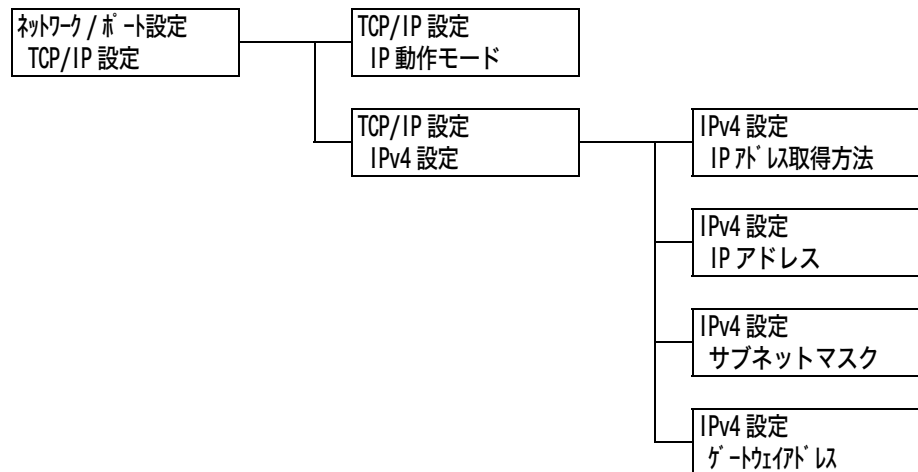 ﾈｯﾄﾜｰｸ / ﾎﾟｰﾄ設定
TCP/IP 設定
TCP/IP 設定
IP 動作モード
TCP/IP 設定
IPv4 設定
IPv4 設定
IP ｱﾄﾞﾚｽ取得方法
IPv4 設定
IP アドレス
IPv4 設定
サブネットマスク
IPv4 設定
ｹﾞｰﾄｳｪｲｱﾄﾞﾚｽ